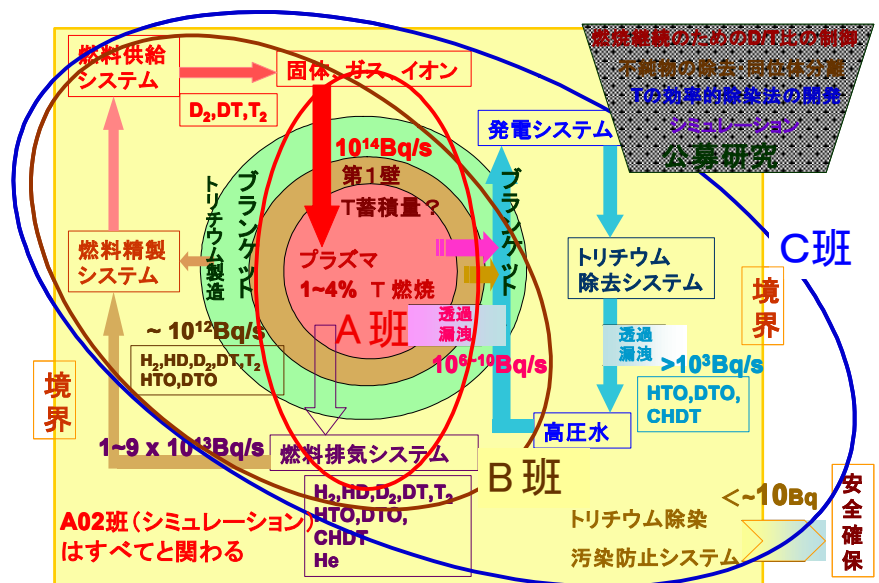 燃料供給
システム
固体、ガス、イオン
D₂,DT,T₂
燃焼継続のためのD/T比の制御
不純物の除去・同位体分離
Tの効率的除染法の開発
シミュレーション
公募研究
発電システム
10¹⁴Bq/s
第1壁
T蓄積量?
ブランケット
トリチウム製造
ブランケット
プラズマ
1~4% T 燃焼
A班
C班
燃料精製
システム
トリチウム
除去システム
境界
透過
漏洩
10⁶⁻¹⁰Bq/s
透過
漏洩
>10³Bq/s
~ 10¹²Bq/s
H₂,HD,D₂,DT,T₂
HTO,DTO
HTO,DTO,
CHDT
境界
高圧水
1~9 x 10¹³Bq/s
燃料排気システム
B班
H₂,HD,D₂,DT,T₂
HTO,DTO,
CHDT
He
<~10Bq
安全確保
トリチウム除染
汚染防止システム
A02班(シミュレーション)
はすべてと関わる